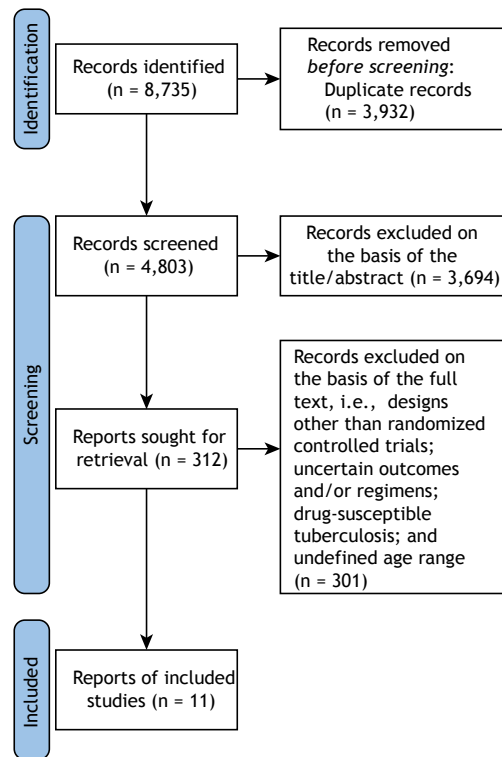 Identification
Records identified
(n = 8,735)
Records removed
before screening:
Duplicate records
(n = 3,932)
Screening
Records screened
(n = 4,803)
Records excluded on
the basis of the
title/abstract (n = 3,694)
Reports sought for
retrieval (n = 312)
Records excluded on
the basis of the full
text, i.e., designs
other than randomized
controlled trials;
uncertain outcomes
and/or regimens;
drug-susceptible
tuberculosis; and
undefined age range
(n = 301)
Included
Reports of included
studies (n = 11)